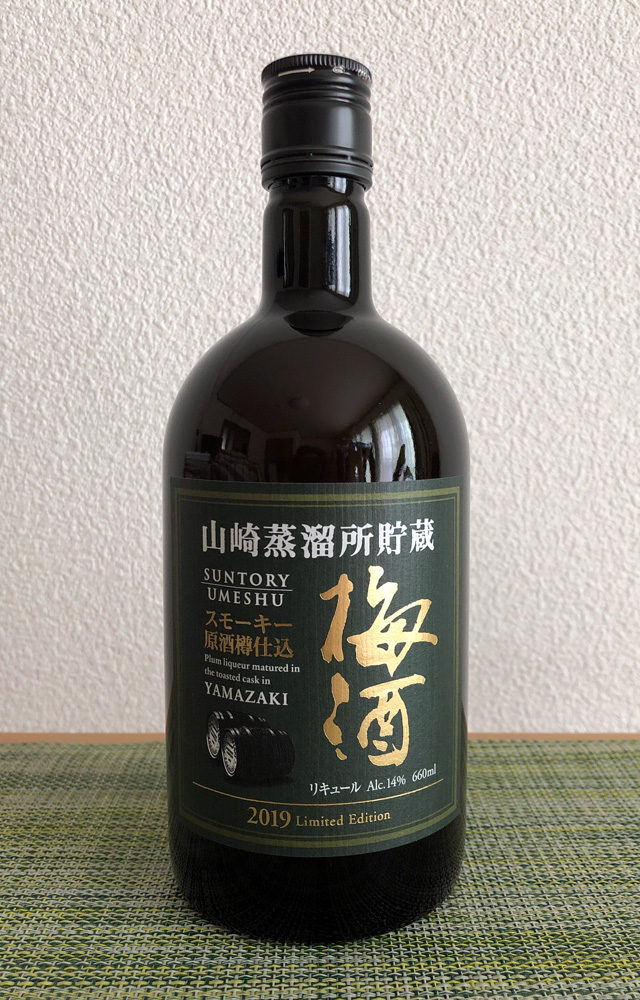 山崎蒸溜所貯蔵
SUNTORY
UMESHU
スモーキー
原酒樽仕込
Plum liqueur matured in
the toasted cask in
YAMAZAKI
梅酒
リキュール Alc.14% 660ml
2019 Limited Edition